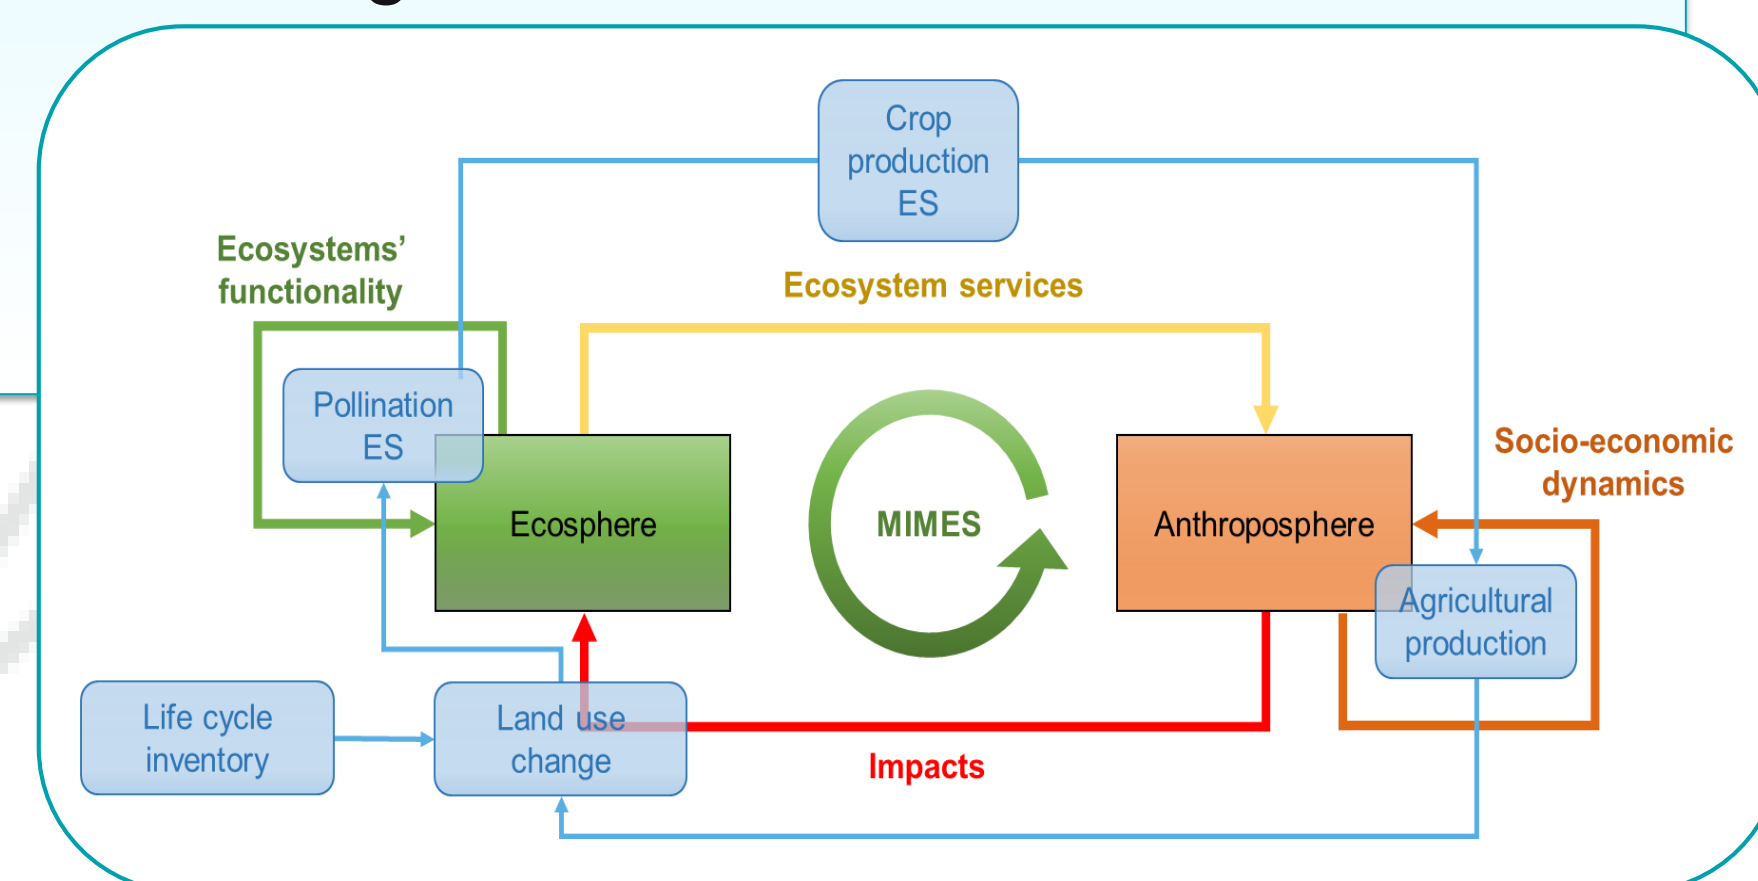 Crop
production
ES
Ecosystems’
functionality
Ecosystem services
Pollination
ES
Socio-economic
dynamics
Ecosphere
MIMES
Anthroposphere
Agricultural
production
Life cycle
inventory
Land use
change
Impacts